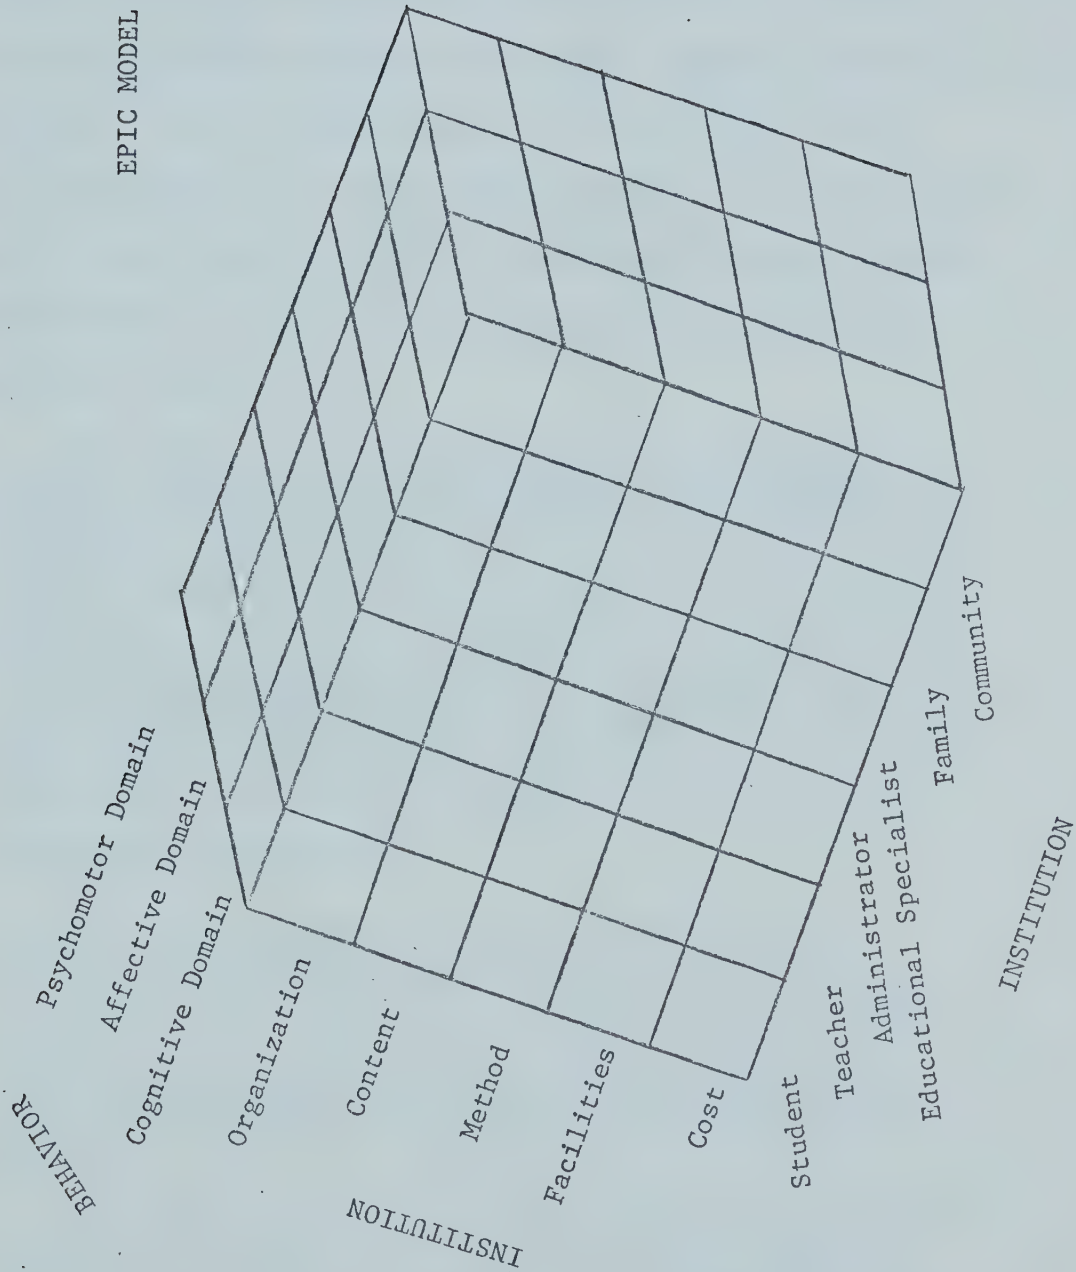 EPIC MODEL
BEHAVIOR
Psychomotor Domain
Affective Domain
Cognitive Domain
Organization
Content
Method
Facilities
Cost
INSTITUTION
Student
Teacher
Administrator
Educational Specialist
Family
Community
INSTITUTION